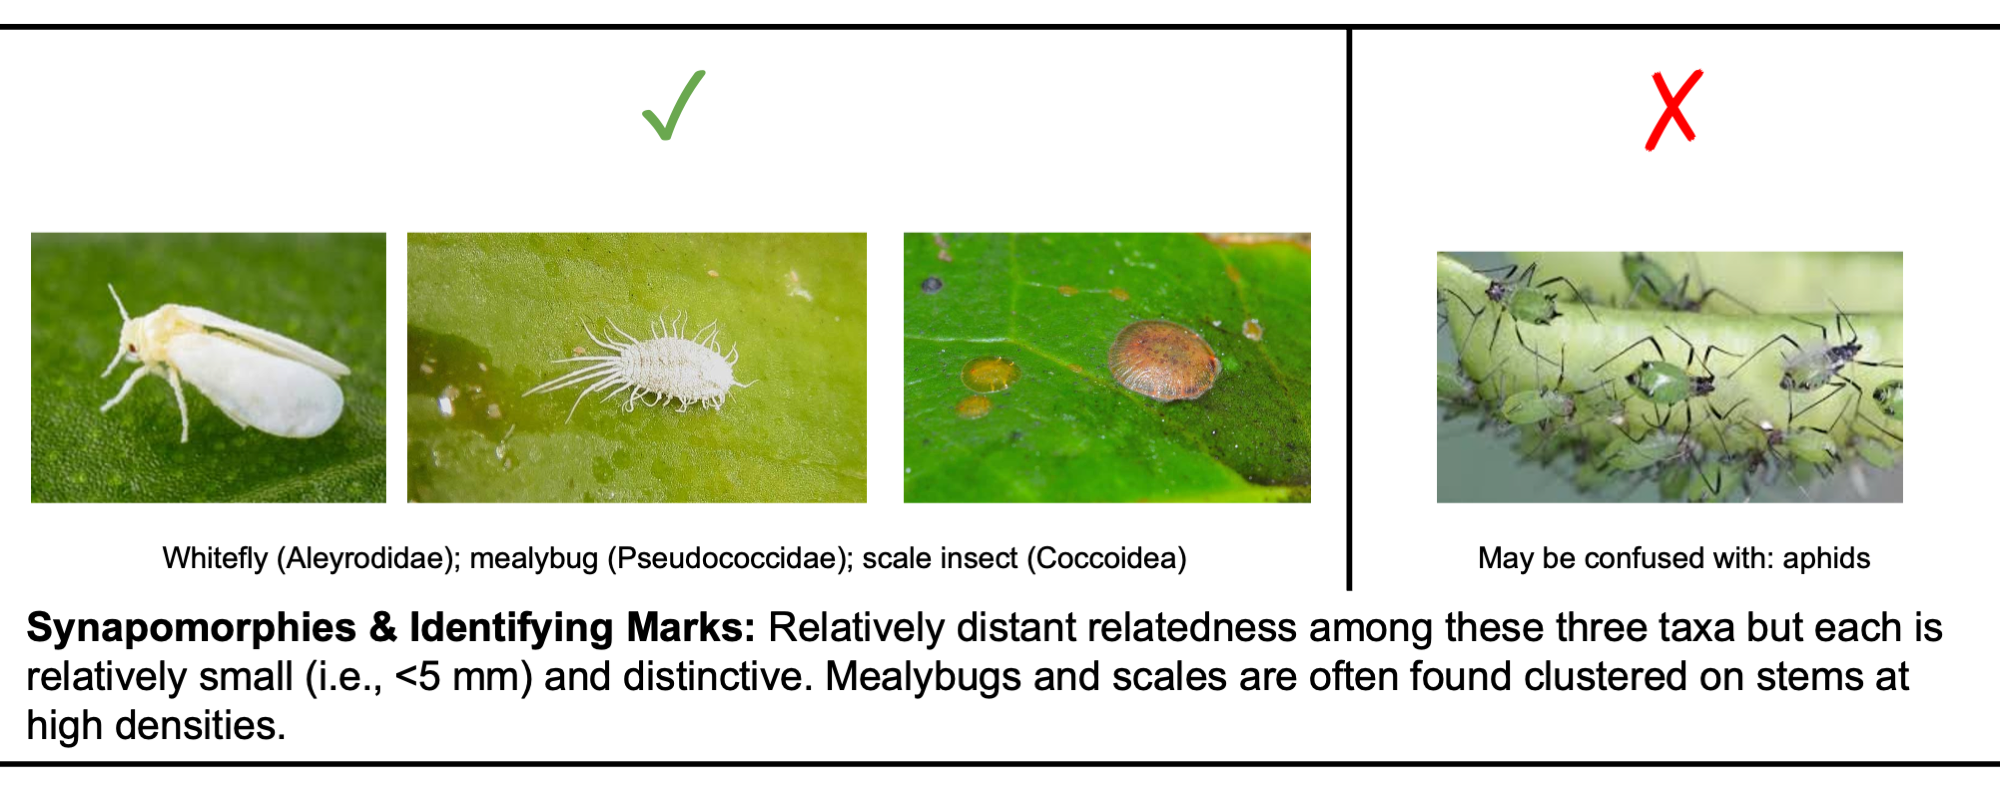 Whitefly (Aleyrodidae); mealybug (Pseudococcidae); scale insect (Coccoidea)
May be confused with: aphids
Synapomorphies & Identifying Marks: Relatively distant relatedness among these three taxa but each is
relatively small (i.e., <5 mm) and distinctive. Mealybugs and scales are often found clustered on stems at
high densities.